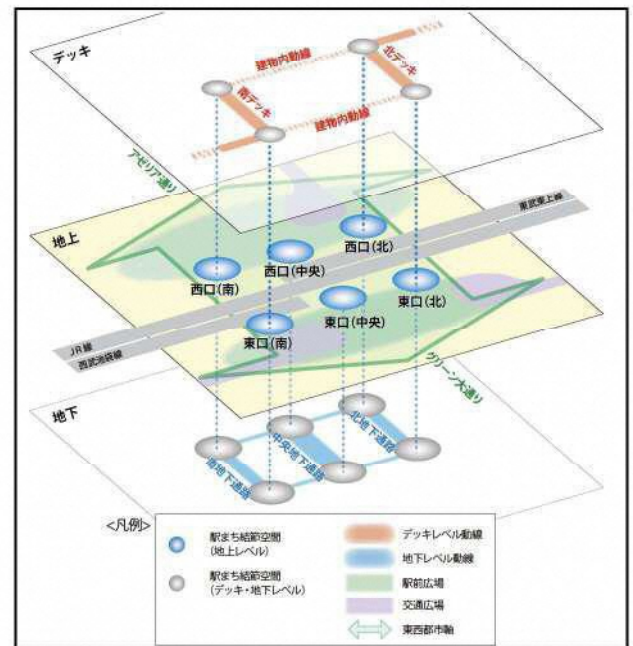 デッキ
建物内動線
北デッキ
南デッキ
建物内動線
アゼリア通り
地上
東武東上線
西口(北)
西口(中央)
西口(南)
東口(北)
東口(中央)
東口(南)
JR線
西武池袋線
グリーン大通り
地下
北地下通路
中央地下通路
南地下通路
<凡例>
駅まち結節空間
(地上レベル)
駅まち結節空間
(デッキ・地下レベル)
デッキレベル動線
地下レベル動線
駅前広場
交通広場
東西都市軸